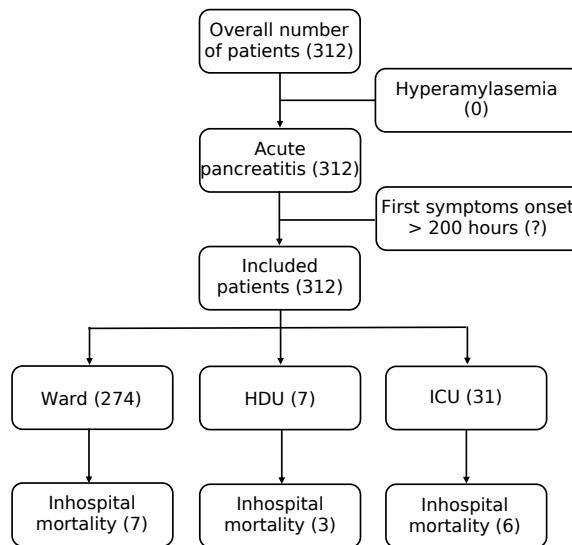 Overall number
of patients (312)
Hyperamylasemia
(0)
Acute
pancreatitis (312)
First symptoms onset
> 200 hours (?)
Included
patients (312)
Ward (274)
HDU (7)
ICU (31)
Inhospital
mortality (7)
Inhospital
mortality (3)
Inhospital
mortality (6)